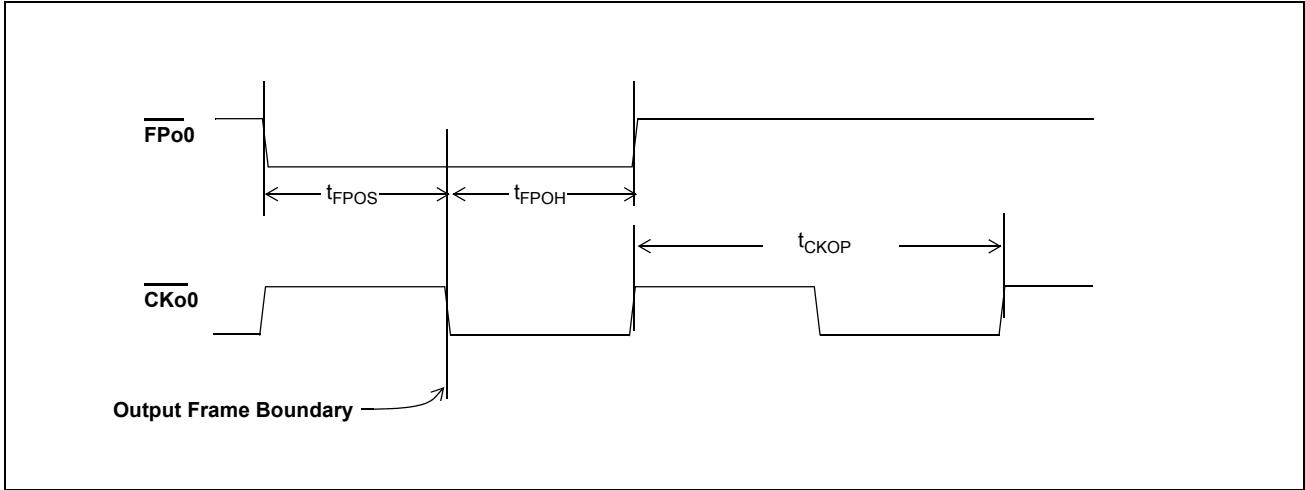 FPo0
tFPOS
tFPOH
tCKOP
CKo0
Output Frame Boundary